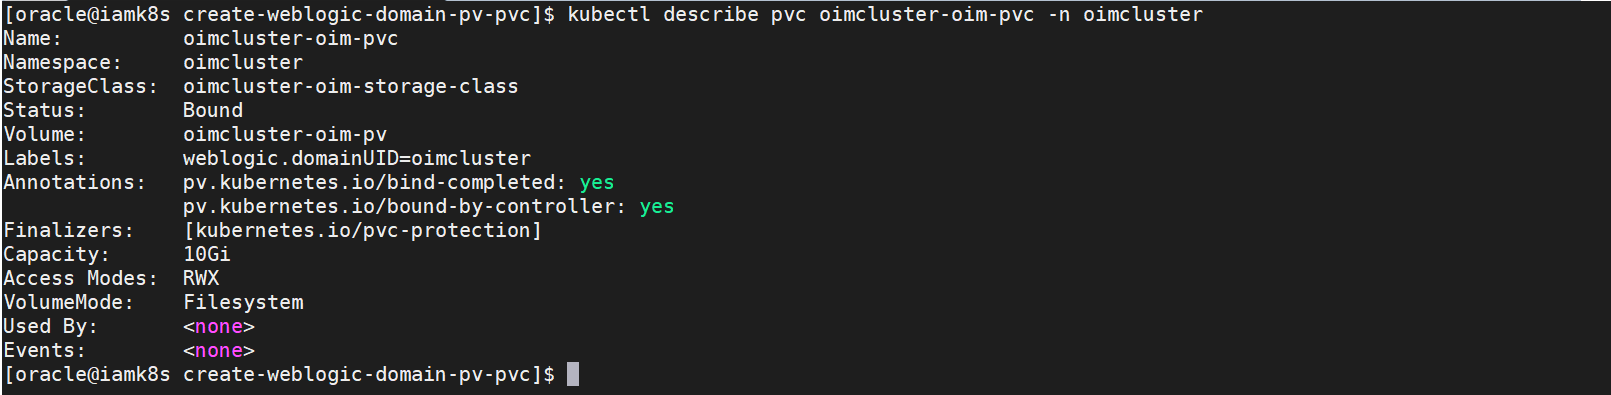 [oracle@iamk8s create-weblogic-domain-pv-pvc]$ kubectl describe pvc oimcluster-oim-pvc -n oimcluster
Name:          oimcluster-oim-pvc
Namespace:     oimcluster
StorageClass:  oimcluster-oim-storage-class
Status:        Bound
Volume:        oimcluster-oim-pv
Labels:        weblogic.domainUID=oimcluster
Annotations:   pv.kubernetes.io/bind-completed: yes
               pv.kubernetes.io/bound-by-controller: yes
Finalizers:    [kubernetes.io/pvc-protection]
Capacity:      10Gi
Access Modes:  RWX
VolumeMode:    Filesystem
Used By:       <none>
Events:        <none>
[oracle@iamk8s create-weblogic-domain-pv-pvc]$